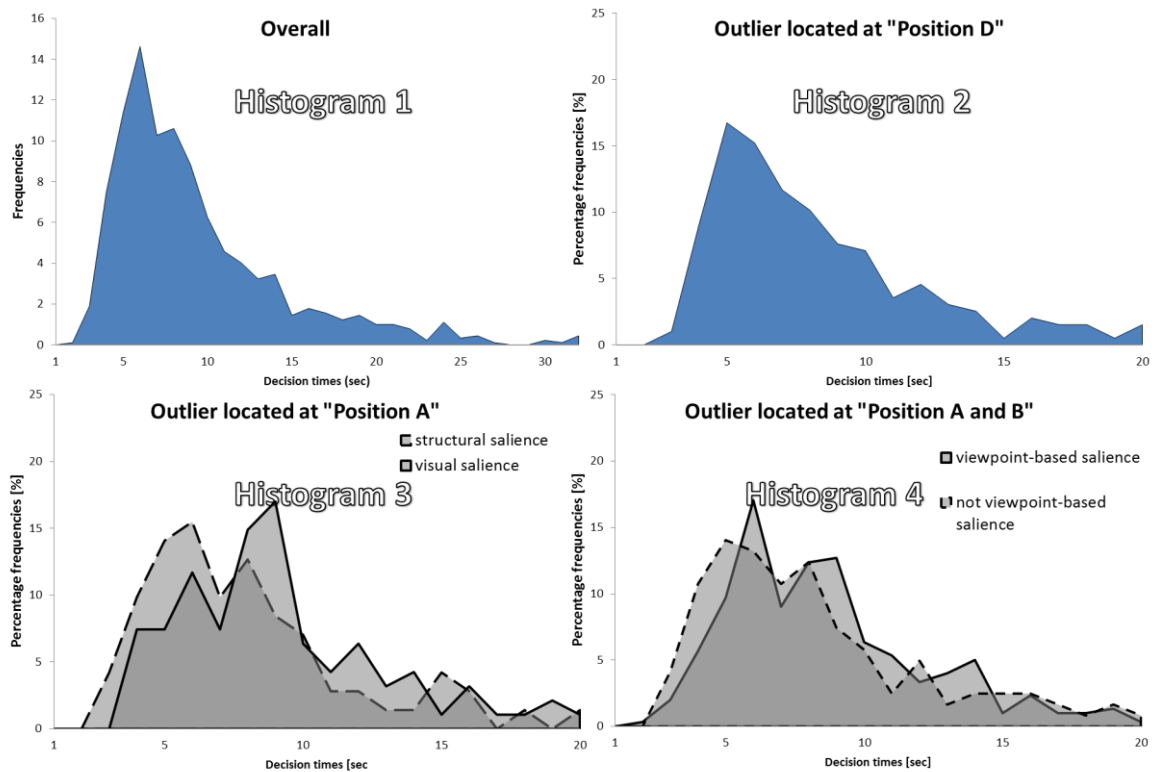 Overall
Histogram 1
Frequencies
16
14
12
10
8
6
4
2
0
1
5
10
15
20
25
30
Decision times (sec)
Outlier located at "Position D"
Histogram 2
Percentage frequencies [%]
25
20
15
10
5
0
1
5
10
15
20
Decision times [sec]
Outlier located at "Position A"
structural salience
visual salience
Histogram 3
Percentage frequencies [%]
25
20
15
10
5
0
1
5
10
15
20
Decision times [sec
Outlier located at "Position A and B"
viewpoint-based salience
Histogram 4
not viewpoint-based
salience
Percentage frequencies [%]
25
20
15
10
5
0
1
5
10
15
20
Decision times [sec]